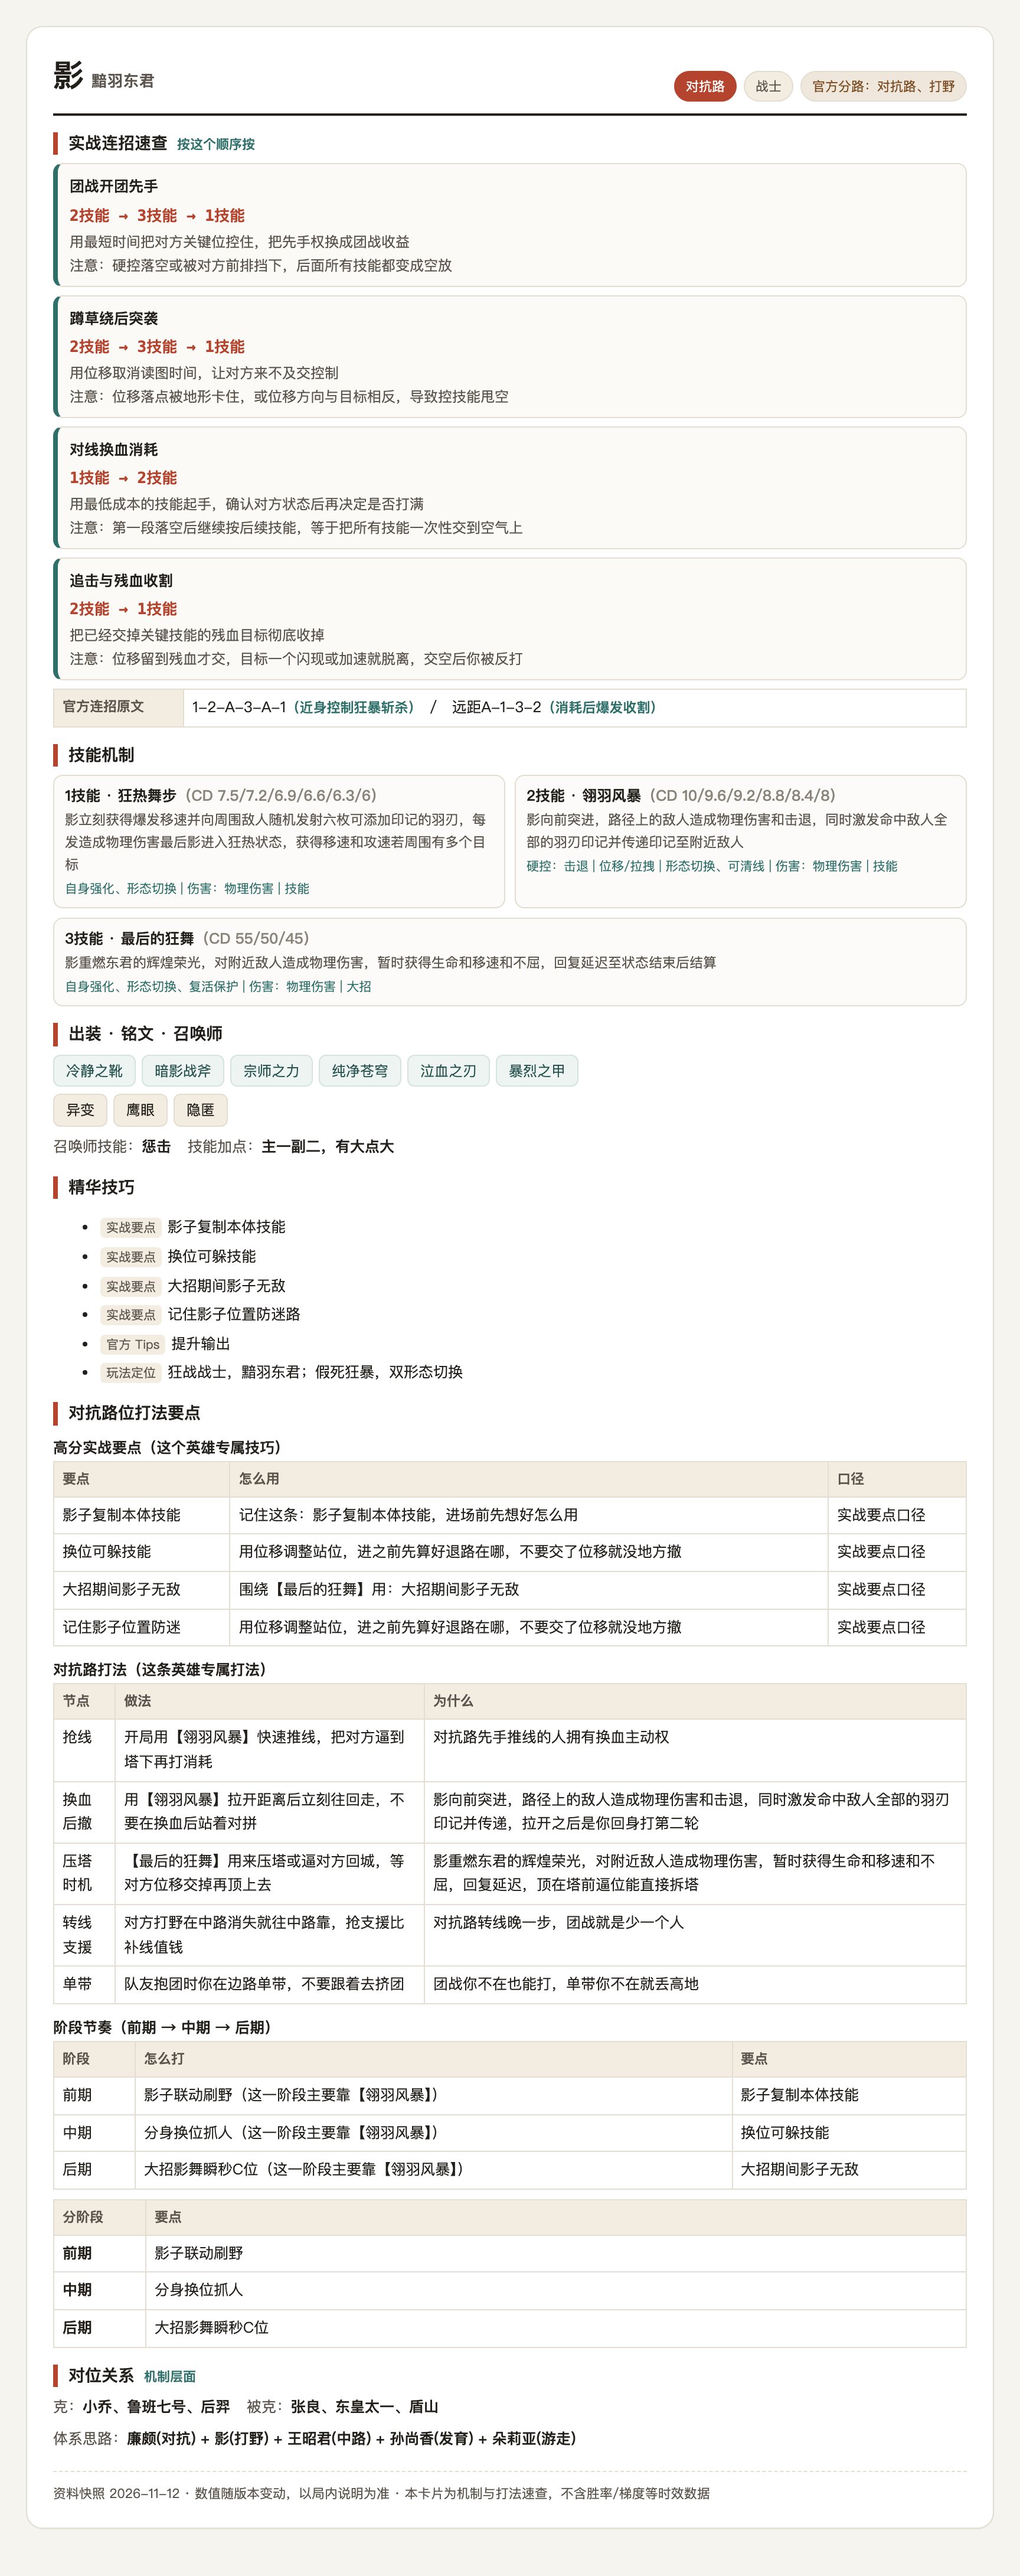 影 黯羽东君
对抗路 战士 官方分路：对抗路、打野
实战连招速查 按这个顺序按
团战开团先手
2技能 → 3技能 → 1技能
用最短时间把对方关键位控住，把先手权换成团战收益
注意：硬控落空或被对方前排挡下，后面所有技能都变成空放
蹲草绕后突袭
2技能 → 3技能 → 1技能
用位移取消读图时间，让对方来不及交控制
注意：位移落点被地形卡住，或位移方向与目标相反，导致控技能甩空
对线换血消耗
1技能 → 2技能
用最低成本的技能起手，确认对方状态后再决定是否打满
注意：第一段落空后继续按后续技能，等于把所有技能一次性交到空气上
追击与残血收割
2技能 → 1技能
把已经交掉关键技能的残血目标彻底收掉
注意：位移留到残血才交，目标一个闪现或加速就脱离，交空后你被反打
官方连招原文 1-2-A-3-A-1（近身控制狂暴斩杀） / 远距A-1-3-2（消耗后爆发收割）
技能机制
1技能 · 狂热舞步（CD 7.5/7.2/6.9/6.6/6.3/6）
影立刻获得爆发移速并向周围敌人随机发射六枚可添加印记的羽刃，每
发造成物理伤害最后影进入狂热状态，获得移速和攻速若周围有多个目
标
自身强化、形态切换 | 伤害：物理伤害 | 技能
2技能 · 翎羽风暴（CD 10/9.6/9.2/8.8/8.4/8）
影向前突进，路径上的敌人造成物理伤害和击退，同时激发命中敌人全
部的羽刃印记并传递印记至附近敌人
硬控：击退 | 位移/拉拽 | 形态切换、可清线 | 伤害：物理伤害 | 技能
3技能 · 最后的狂舞（CD 55/50/45）
影重燃东君的辉煌荣光，对附近敌人造成物理伤害，暂时获得生命和移速和不屈，回复延迟至状态结束后结算
自身强化、形态切换、复活保护 | 伤害：物理伤害 | 大招
出装 · 铭文 · 召唤师
冷静之靴 暗影战斧 宗师之力 纯净苍穹 泣血之刃 暴烈之甲
异变 鹰眼 隐匿
召唤师技能：惩击 技能加点：主一副二，有大点大
精华技巧
• 实战要点 影子复制本体技能
• 实战要点 换位可躲技能
• 实战要点 大招期间影子无敌
• 实战要点 记住影子位置防迷路
• 官方 Tips 提升输出
• 玩法定位 狂战战士，黯羽东君；假死狂暴，双形态切换
对抗路位打法要点
高分实战要点（这个英雄专属技巧）
要点 怎么用 口径
影子复制本体技能 记住这条：影子复制本体技能，进场前先想好怎么用 实战要点口径
换位可躲技能 用位移调整站位，进之前先算好退路在哪，不要交了位移就没地方撤 实战要点口径
大招期间影子无敌 围绕【最后的狂舞】用：大招期间影子无敌 实战要点口径
记住影子位置防迷 用位移调整站位，进之前先算好退路在哪，不要交了位移就没地方撤 实战要点口径
对抗路打法（这条英雄专属打法）
节点 做法 为什么
抢线 开局用【翎羽风暴】快速推线，把对方逼到
塔下再打消耗 对抗路先手推线的人拥有换血主动权
换血
后撤 用【翎羽风暴】拉开距离后立刻往回走，不
要在换血后站着对拼 影向前突进，路径上的敌人造成物理伤害和击退，同时激发命中敌人全部的羽刃
印记并传递，拉开之后是你回身打第二轮
压塔
时机 【最后的狂舞】用来压塔或逼对方回城，等
对方位移交掉再顶上去 影重燃东君的辉煌荣光，对附近敌人造成物理伤害，暂时获得生命和移速和不
屈，回复延迟，顶在塔前逼位能直接拆塔
转线
支援 对方打野在中路消失就往中路靠，抢支援比
补线值钱 对抗路转线晚一步，团战就是少一个人
单带 队友抱团时你在边路单带，不要跟着去挤团 团战你不在也能打，单带你不在就丢高地
阶段节奏（前期 → 中期 → 后期）
阶段 怎么打 要点
前期 影子联动刷野（这一阶段主要靠【翎羽风暴】） 影子复制本体技能
中期 分身换位抓人（这一阶段主要靠【翎羽风暴】） 换位可躲技能
后期 大招影舞瞬秒C位（这一阶段主要靠【翎羽风暴】） 大招期间影子无敌
分阶段 要点
前期 影子联动刷野
中期 分身换位抓人
后期 大招影舞瞬秒C位
对位关系 机制层面
克：小乔、鲁班七号、后羿 被克：张良、东皇太一、盾山
体系思路：廉颇(对抗) + 影(打野) + 王昭君(中路) + 孙尚香(发育) + 朵莉亚(游走)
资料快照 2026-11-12 · 数值随版本变动，以局内说明为准 · 本卡片为机制与打法速查，不含胜率/梯度等时效数据